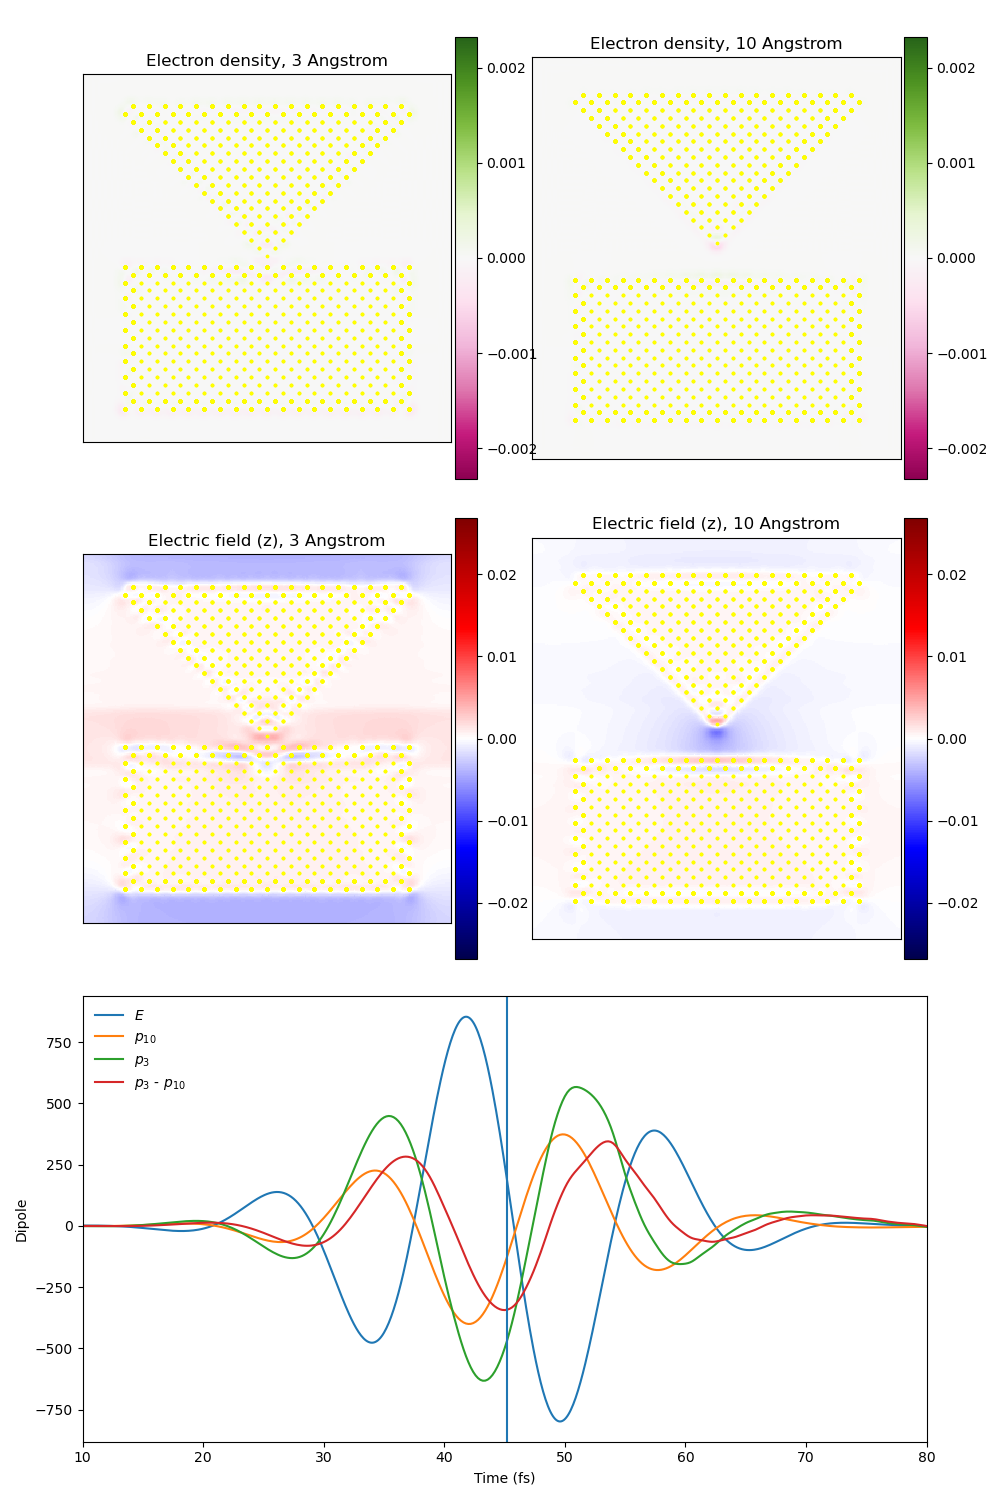 Electron density, 3 Angstrom
0.002
0.001
0.000
−0.001
−0.002
Electron density, 10 Angstrom
0.002
0.001
0.000
−0.001
−0.002
Electric field (z), 3 Angstrom
0.02
0.01
0.00
−0.01
−0.02
Electric field (z), 10 Angstrom
0.02
0.01
0.00
−0.01
−0.02
E
p10
p3
p3 - p10
Dipole
750
500
250
0
−250
−500
−750
10 20 30 40 50 60 70 80
Time (fs)